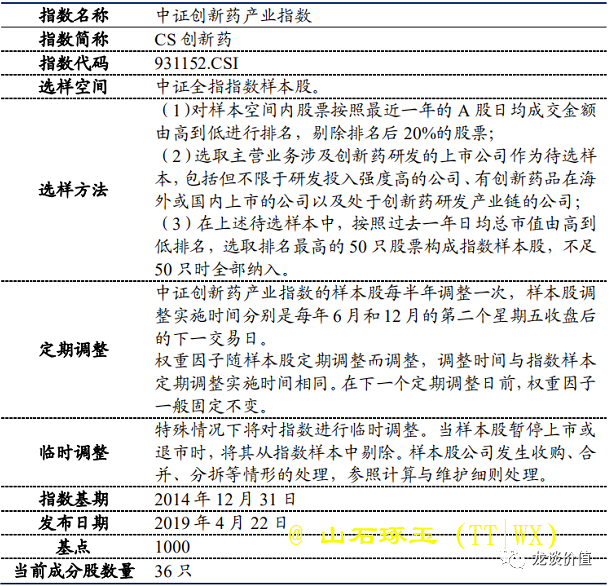 指数名称 中证创新药产业指数
指数简称 CS 创新药
指数代码 931152.CSI
选样空间 中证全指指数样本股。
（1）对样本空间内股票按照最近一年的 A 股日均成交金额
由高到低进行排名，剔除排名后 20%的股票；
（2）选取主营业务涉及创新药研发的上市公司作为待选样
本，包括但不限于研发投入强度高的公司、有创新药品在海
选样方法 外或国内上市的公司以及处于创新药研发产业链的公司；
（3）在上述待选样本中，按照过去一年日均总市值由高到
低排名，选取排名最高的 50 只股票构成指数样本股，不足
50 只时全部纳入。
中证创新药产业指数的样本股每半年调整一次，样本股调
整实施时间分别是每年 6 月和 12 月的第二个星期五收盘后
定期调整 的下一交易日。
权重因子随样本股定期调整而调整，调整时间与指数样本
定期调整实施时间相同。在下一个定期调整日前，权重因子
一般固定不变。
特殊情况下将对指数进行临时调整。当样本股暂停上市或
临时调整 退市时，将其从指数样本中剔除。样本股公司发生收购、合
并、分拆等情形的处理，参照计算与维护细则处理。
指数基期 2014 年 12 月 31 日
发布日期 2019 年 4 月 22 日
@ 山石琢玉 (TT|WX)
基点 1000
龙谈价值
当前成分股数量 36 只